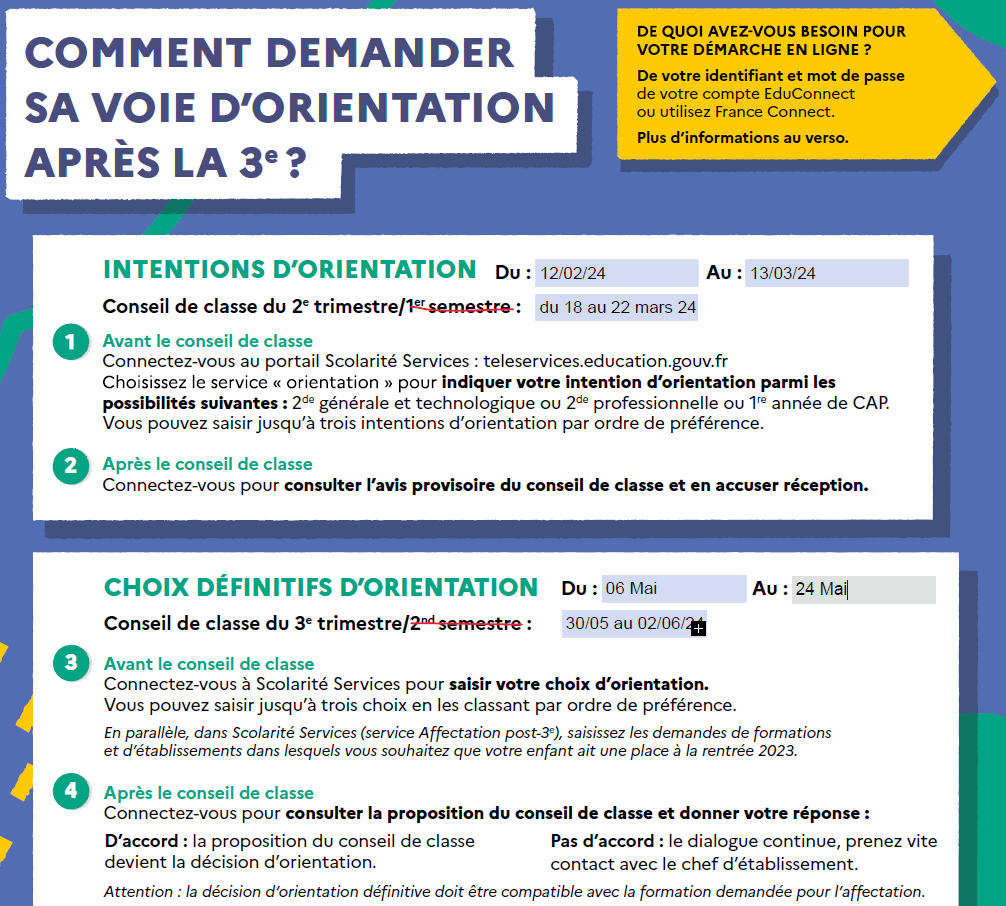 COMMENT DEMANDER
SA VOIE D'ORIENTATION
APRÈS LA 3e ?
DE QUOI AVEZ-VOUS BESOIN POUR
VOTRE DÉMARCHE EN LIGNE ?
De votre identifiant et mot de passe
de votre compte EduConnect
ou utilisez France Connect.
Plus d'informations au verso.
INTENTIONS D'ORIENTATION Du : 12/02/24 Au : 13/03/24
Conseil de classe du 2e trimestre/1er semestre : du 18 au 22 mars 24
1 Avant le conseil de classe
Connectez-vous au portail Scolarité Services : teleservices.education.gouv.fr
Choisissez le service « orientation » pour indiquer votre intention d'orientation parmi les
possibilités suivantes : 2de générale et technologique ou 2de professionnelle ou 1re année de CAP.
Vous pouvez saisir jusqu'à trois intentions d'orientation par ordre de préférence.
2 Après le conseil de classe
Connectez-vous pour consulter l'avis provisoire du conseil de classe et en accuser réception.
CHOIX DÉFINITIFS D'ORIENTATION Du : 06 Mai Au : 24 Mai
Conseil de classe du 3e trimestre/2nd semestre : 30/05 au 02/06/24
3 Avant le conseil de classe
Connectez-vous à Scolarité Services pour saisir votre choix d'orientation.
Vous pouvez saisir jusqu'à trois choix en les classant par ordre de préférence.
En parallèle, dans Scolarité Services (service Affectation post-3e), saisissez les demandes de formations
et d'établissements dans lesquels vous souhaitez que votre enfant ait une place à la rentrée 2023.
4 Après le conseil de classe
Connectez-vous pour consulter la proposition du conseil de classe et donner votre réponse :
D'accord : la proposition du conseil de classe
devient la décision d'orientation.
Pas d'accord : le dialogue continue, prenez vite
contact avec le chef d'établissement.
Attention : la décision d'orientation définitive doit être compatible avec la formation demandée pour l'affectation.